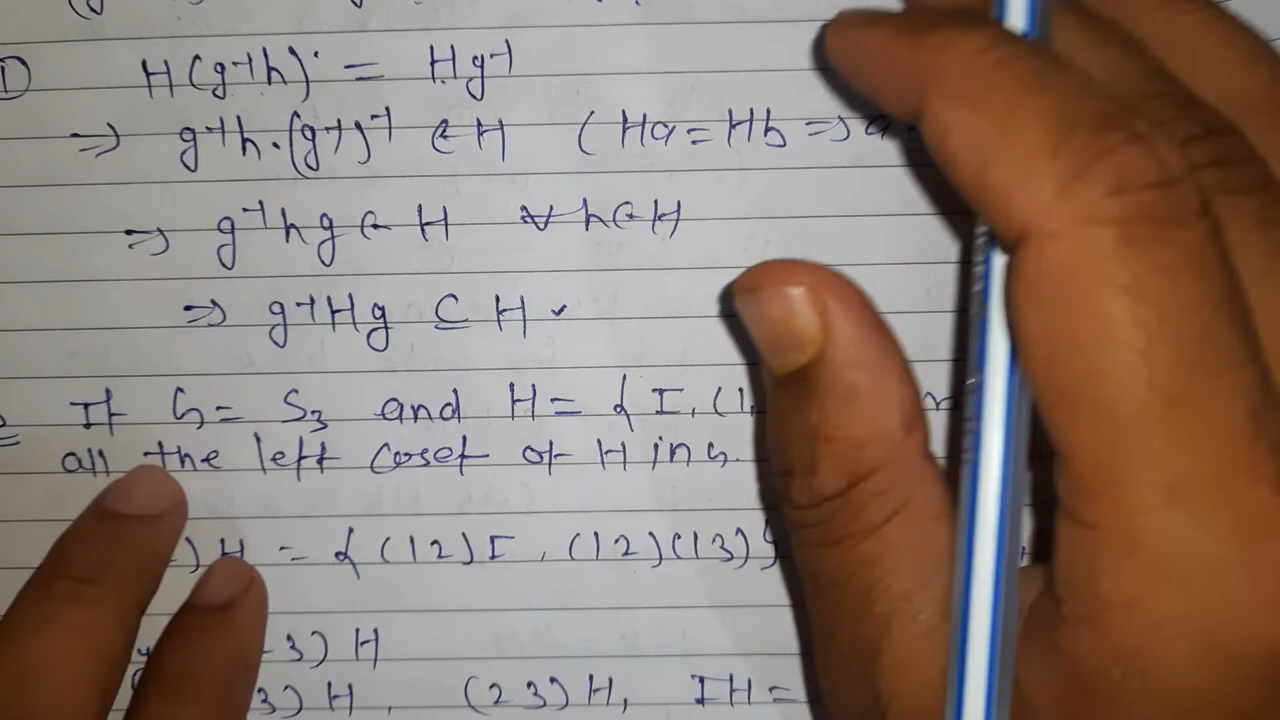 H(g⁻¹h) = Hg⁻¹
⇒ g⁻¹h·(g⁻¹)⁻¹ ∈ H (Ha = Hb ⇒ a
⇒ g⁻¹hg ∈ H ∀ h ∈ H
⇒ g⁻¹Hg ⊆ H ✓
If G = S₃ and H = { I, (1
all the left coset of H in G.
) H = { (12) I , (12)(13) }
3) H
3) H , (23) H, IH =